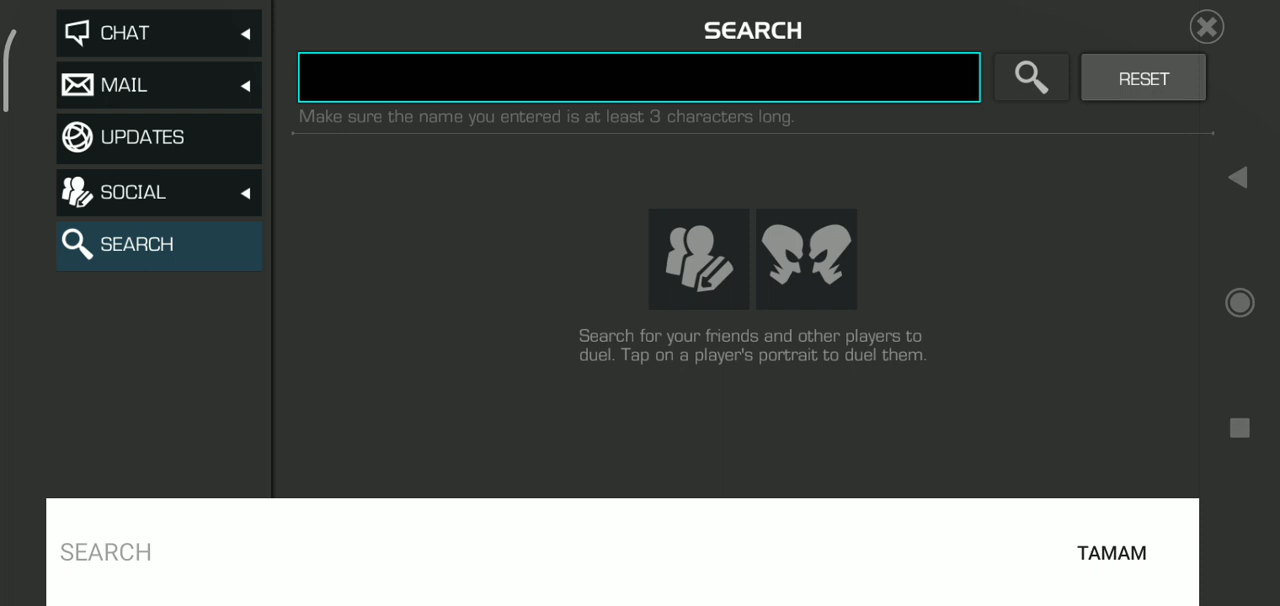 CHAT
MAIL
UPDATES
SOCIAL
SEARCH
SEARCH
RESET
Make sure the name you entered is at least 3 characters long.
Search for your friends and other players to
duel. Tap on a player's portrait to duel them.
SEARCH
TAMAM